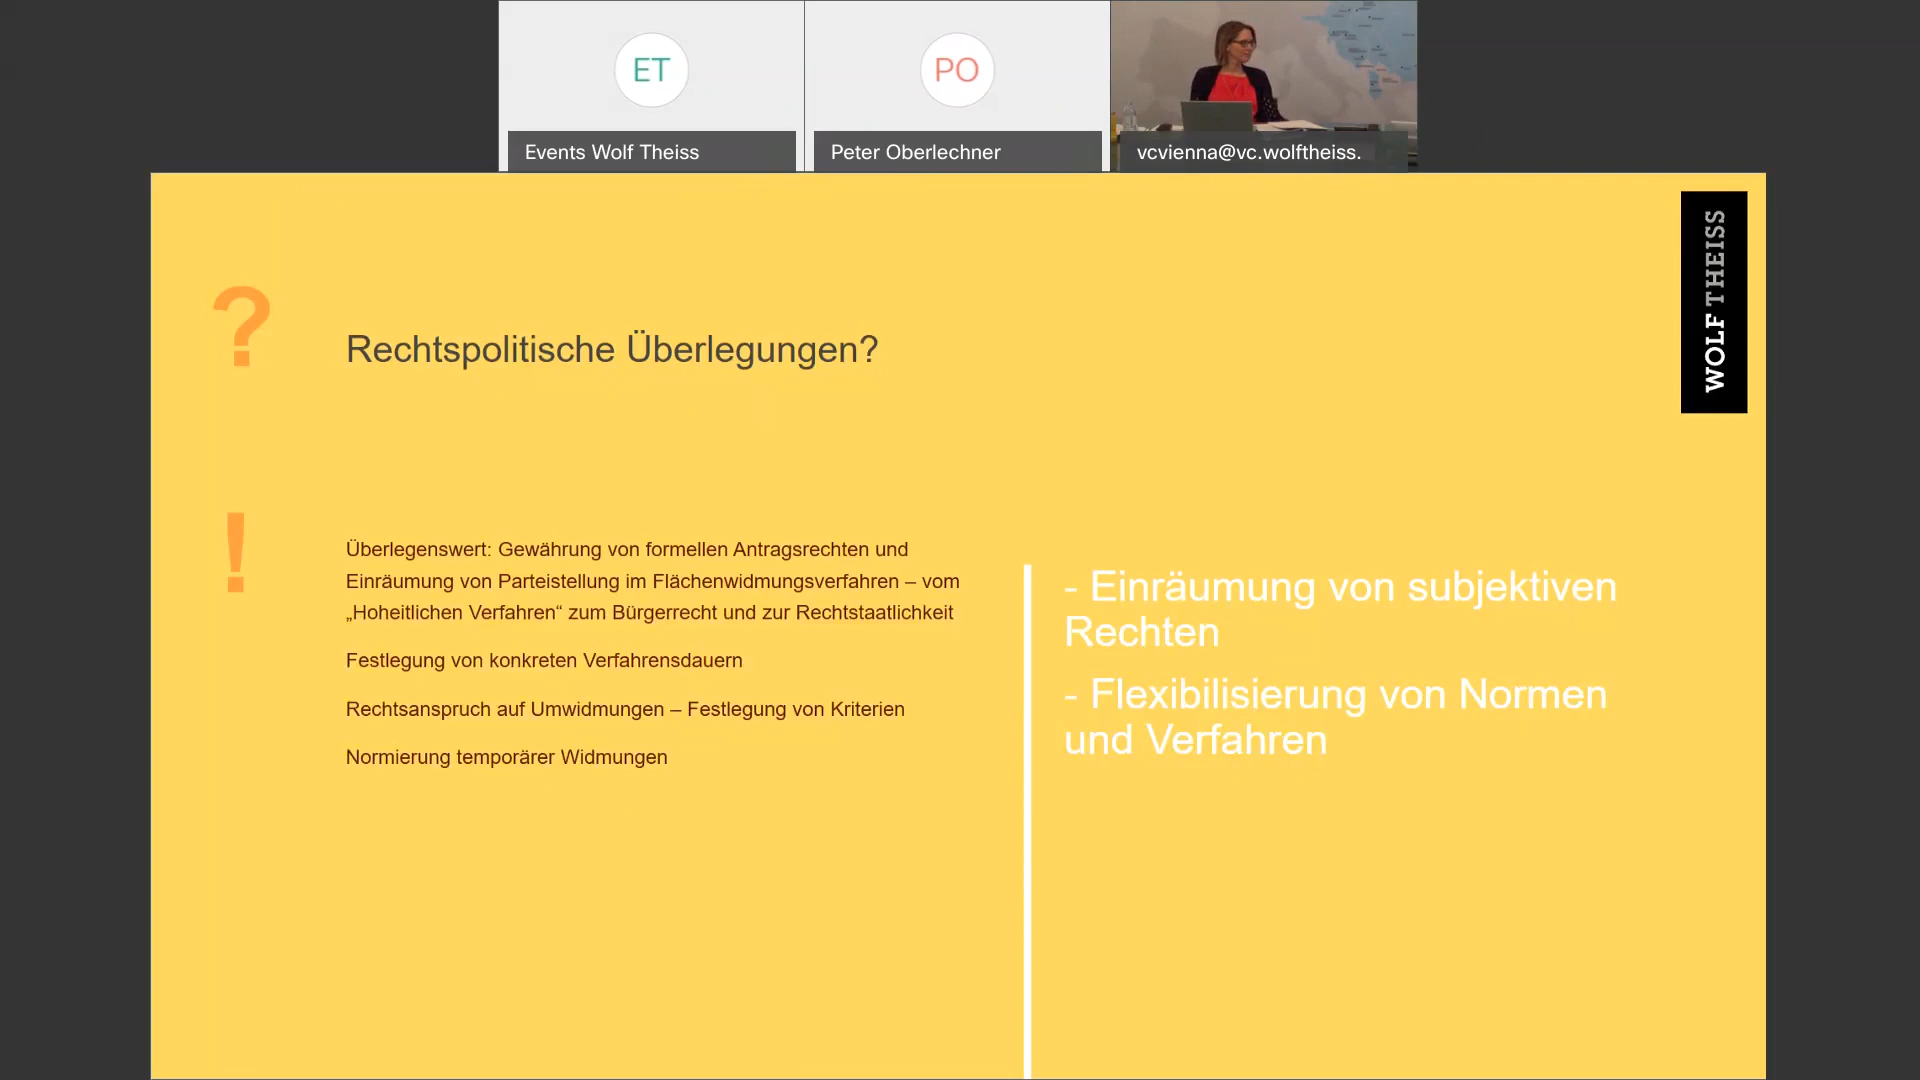 ET
PO
Events Wolf Theiss
Peter Oberlechner
vcvienna@vc.wolftheiss.
WOLF THEISS
?
Rechtspolitische Überlegungen?
!
Überlegenswert: Gewährung von formellen Antragsrechten und
Einräumung von Parteistellung im Flächenwidmungsverfahren – vom
„Hoheitlichen Verfahren“ zum Bürgerrecht und zur Rechtstaatlichkeit
Festlegung von konkreten Verfahrensdauern
Rechtsanspruch auf Umwidmungen – Festlegung von Kriterien
Normierung temporärer Widmungen
- Einräumung von subjektiven
Rechten
- Flexibilisierung von Normen
und Verfahren